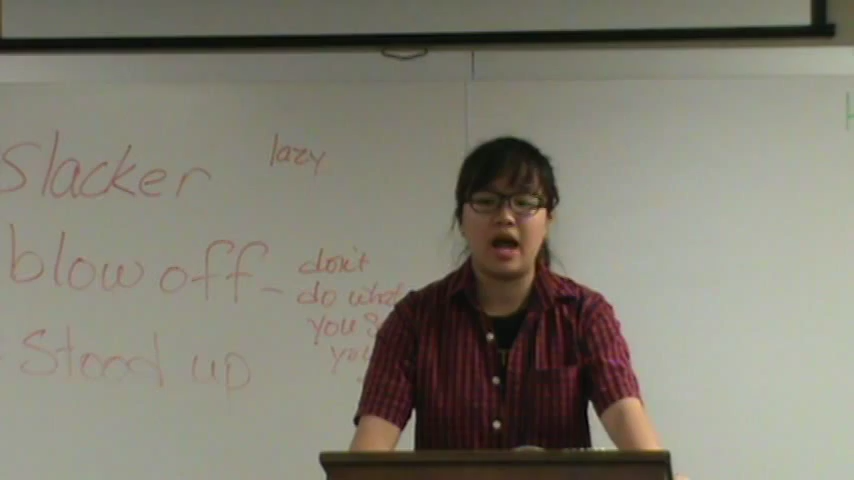 Slacker
lazy
blow off - don't
do what
you
Stood up